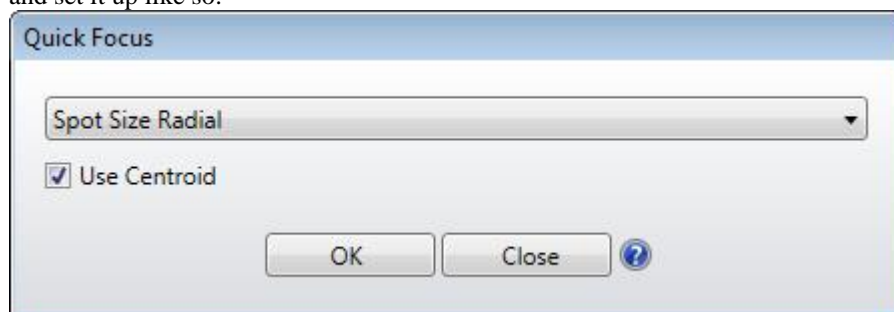 and set it up like so:
Quick Focus
Spot Size Radial
Use Centroid
OK Close